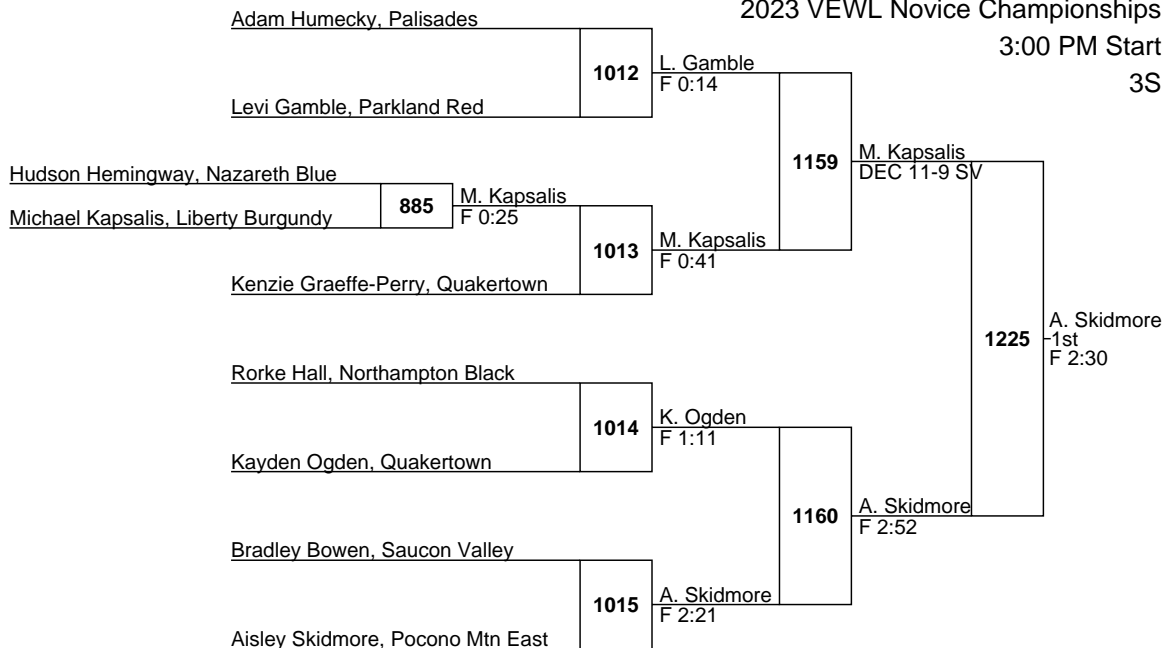 2023 VEWL Novice Championships
3:00 PM Start
3S
Adam Humecky, Palisades
1012
L. Gamble
F 0:14
Levi Gamble, Parkland Red
1159
M. Kapsalis
DEC 11-9 SV
Hudson Hemingway, Nazareth Blue
885
M. Kapsalis
F 0:25
Michael Kapsalis, Liberty Burgundy
1013
M. Kapsalis
F 0:41
Kenzie Graeffe-Perry, Quakertown
1225
A. Skidmore
1st
F 2:30
Rorke Hall, Northampton Black
1014
K. Ogden
F 1:11
Kayden Ogden, Quakertown
1160
A. Skidmore
F 2:52
Bradley Bowen, Saucon Valley
1015
A. Skidmore
F 2:21
Aisley Skidmore, Pocono Mtn East